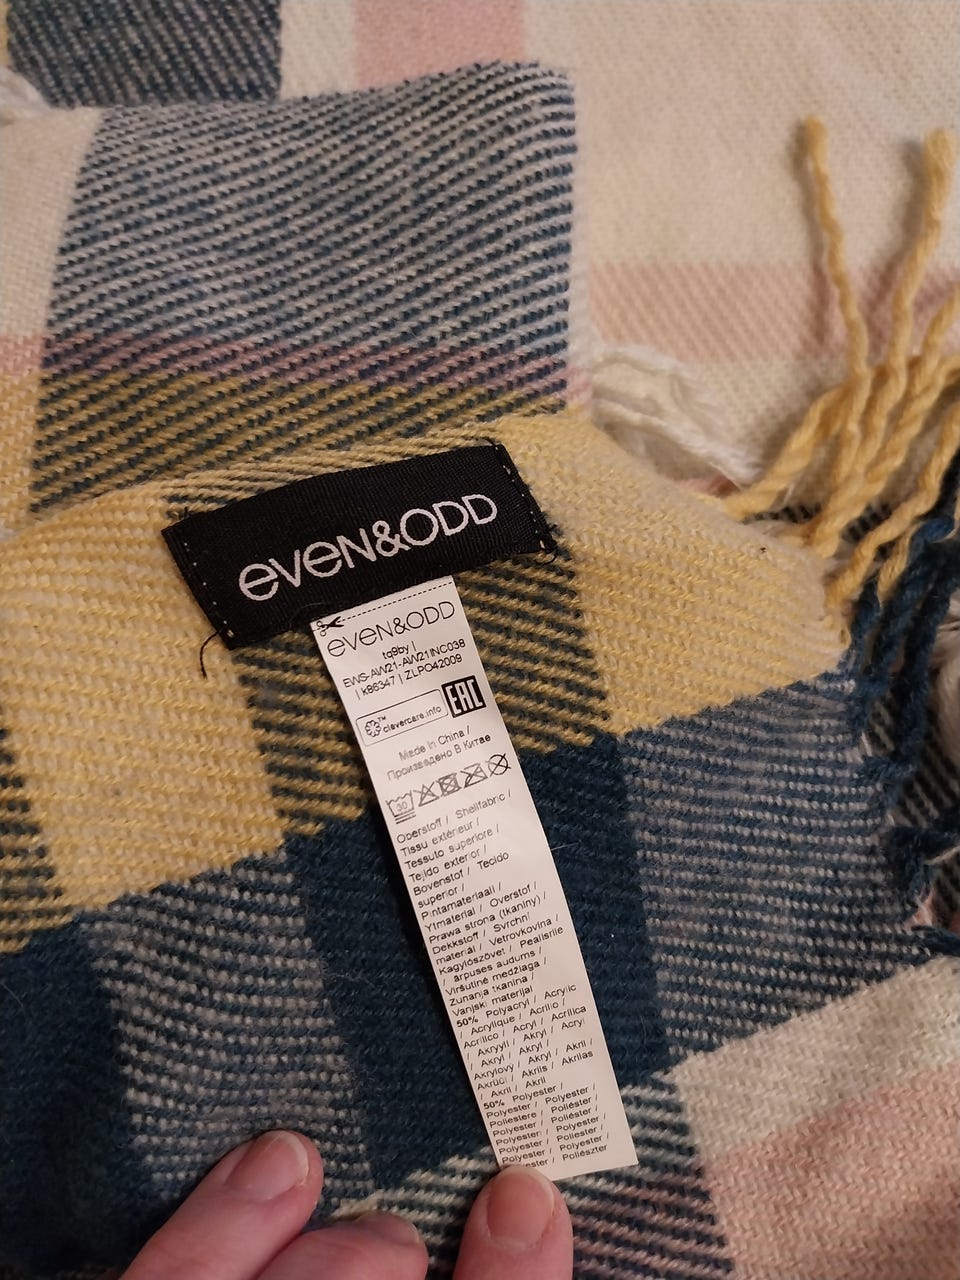 eVeN&ODD
eVeN&ODD
tq9by |
EWS-AW21-AW21INC038
| k86347 | ZLPO42009
TM
clevercare.info
EAC
Made in China /
Произведено В Китае
30
Oberstoff / Shellfabric /
Tissu extérieur /
Tessuto superiore /
Tejido exterior /
Bovenstof / Tecido
superior /
Pintamateriaali /
Ytmaterial / Overstof /
Prawa strona (tkaniny) /
Dekkstoff / Svrchní
materiál / Vetrovkovina /
Kagylószövet / Pealisriie
/ ārpuses audums /
Viršutinė medžiaga /
Zunanja tkanina /
Vanjski materijal
50% Polyacryl / Acrylic
/ Acrylique / Acrilico /
Acrílico / Acryl / Acrílica
/ Akryyli / Akryl / Acryl
/ Akryl / Akryl /
Akrylový / Akryl / Akril /
Akrüül / Akrils / Akrilas
/ Akril / Akril
50% Polyester /
Polyester / Polyester /
Poliestere / Poliéster /
Polyester / Poliéster /
Polyester / Polyester /
Polyester / Poliester /
Polyester / Polyester /
Poliészter